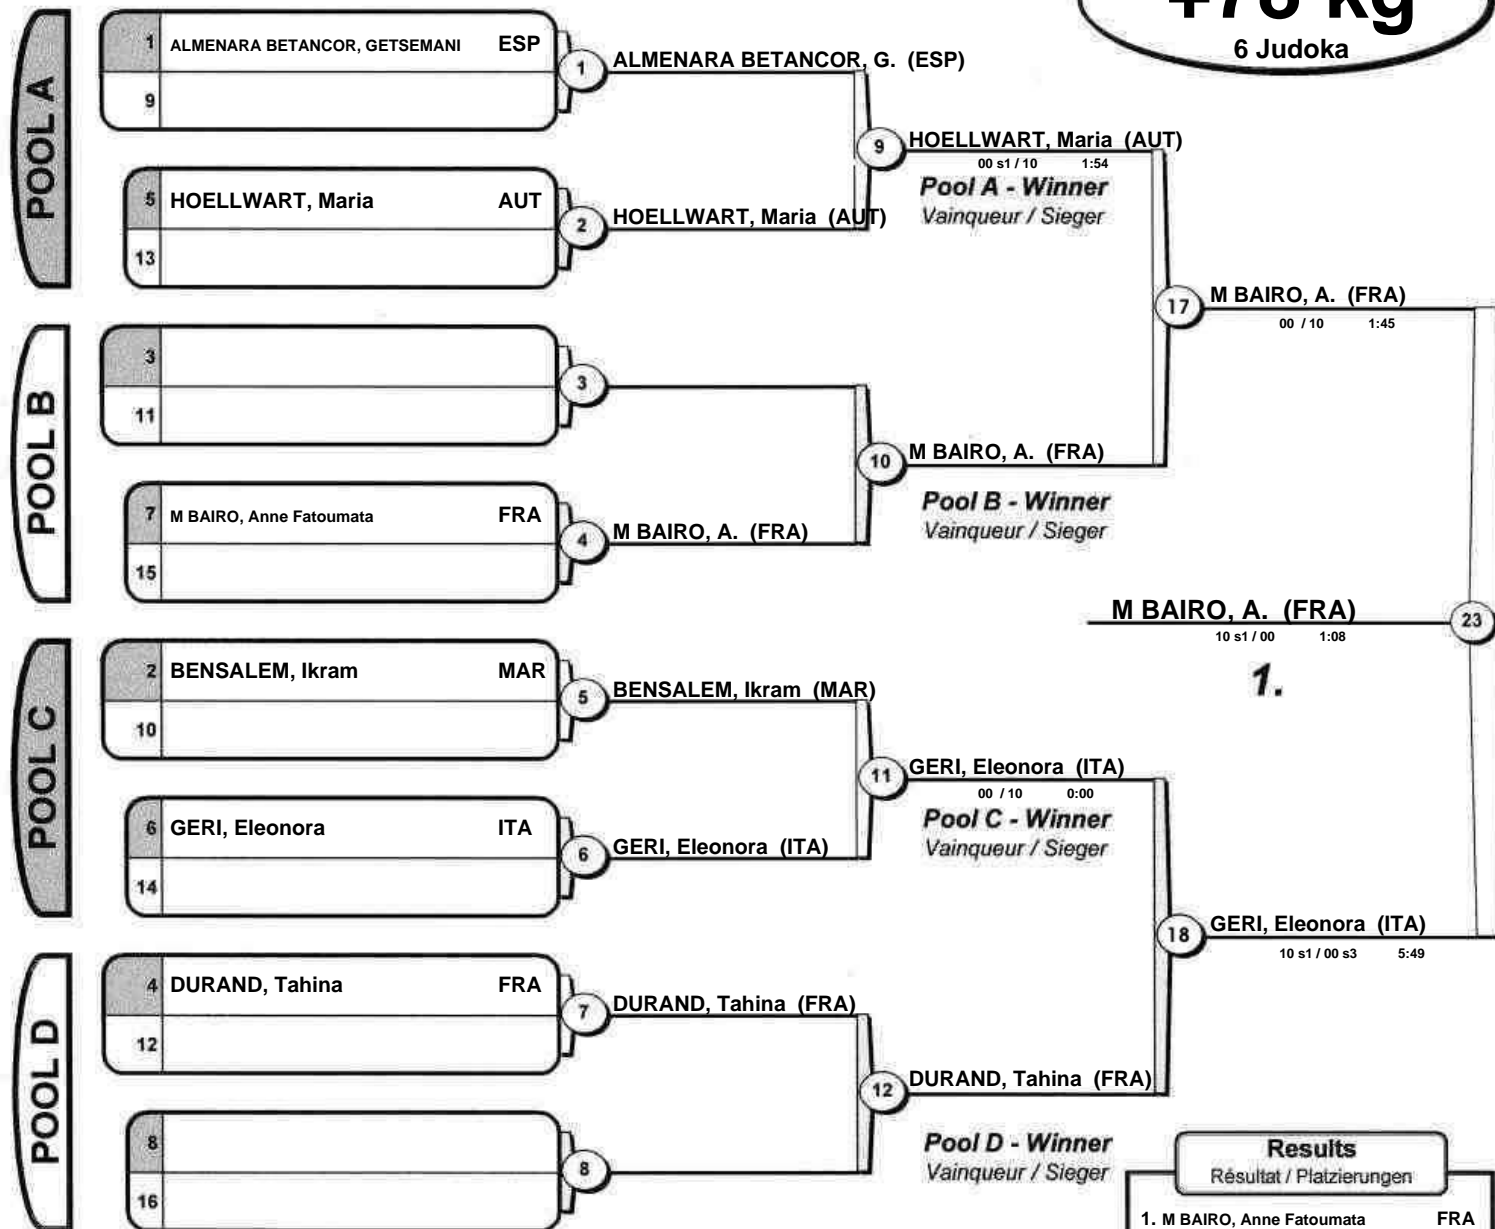 6 Judoka
POOL A
1 ALMENARA BETANCOR, GETSEMANI ESP
9
1
ALMENARA BETANCOR, G. (ESP)
5 HOELLWART, Maria AUT
13
2
HOELLWART, Maria (AUT)
9
HOELLWART, Maria (AUT)
00 s1 / 10 1:54
Pool A - Winner
Vainqueur / Sieger
POOL B
3
11
3
7 M BAIRO, Anne Fatoumata FRA
15
4
M BAIRO, A. (FRA)
10
M BAIRO, A. (FRA)
Pool B - Winner
Vainqueur / Sieger
17
M BAIRO, A. (FRA)
00 / 10 1:45
M BAIRO, A. (FRA)
10 s1 / 00 1:08
23
1.
POOL C
2 BENSALEM, Ikram MAR
10
5
BENSALEM, Ikram (MAR)
6 GERI, Eleonora ITA
14
6
GERI, Eleonora (ITA)
11
GERI, Eleonora (ITA)
00 / 10 0:00
Pool C - Winner
Vainqueur / Sieger
18
GERI, Eleonora (ITA)
10 s1 / 00 s3 5:49
POOL D
4 DURAND, Tahina FRA
12
7
DURAND, Tahina (FRA)
8
16
8
12
DURAND, Tahina (FRA)
Pool D - Winner
Vainqueur / Sieger
Results
Résultat / Platzierungen
1. M BAIRO, Anne Fatoumata FRA